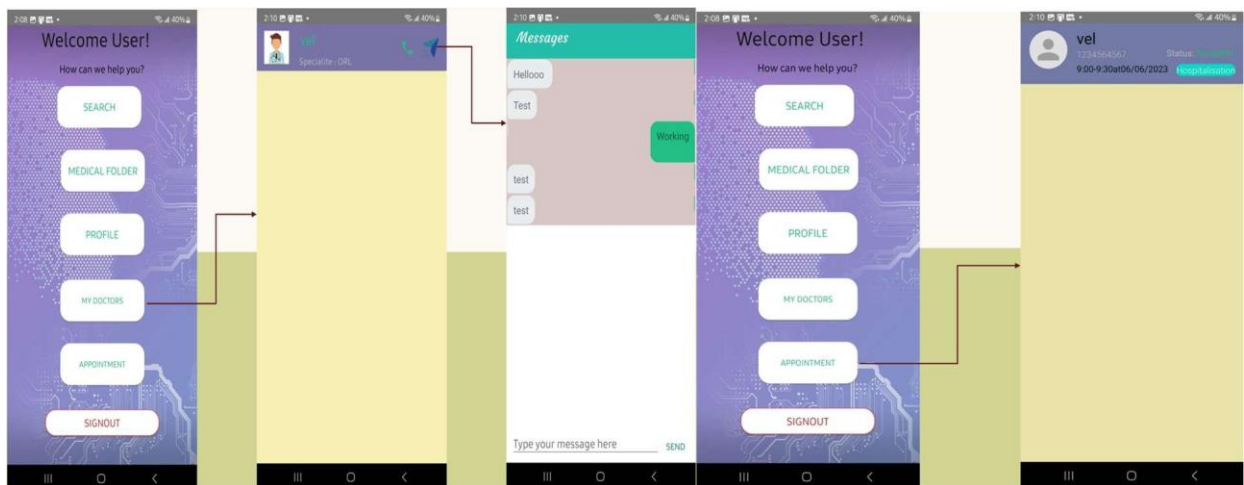 2:08
40%
Welcome User!
How can we help you?
SEARCH
MEDICAL FOLDER
PROFILE
MY DOCTORS
APPOINTMENT
SIGNOUT
2:10
40%
vel
Specialite : ORL
2:10
40%
Messages
Hellooo
Test
Working
test
test
Type your message here SEND
2:08
40%
Welcome User!
How can we help you?
SEARCH
MEDICAL FOLDER
PROFILE
MY DOCTORS
APPOINTMENT
SIGNOUT
2:10
40%
vel
1234564567 Status:
9:00-9:30at06/06/2023 Hospitalisation